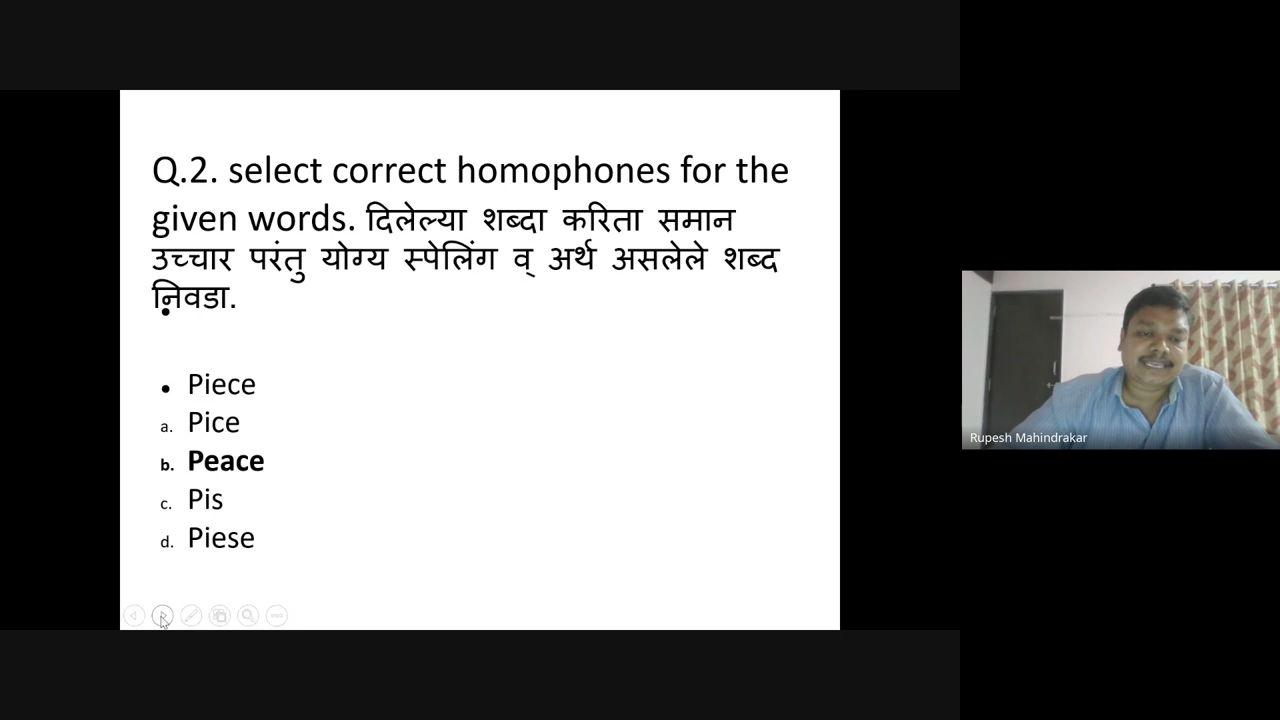 Q.2. select correct homophones for the
given words. दिलेल्या शब्दा करिता समान
उच्चार परंतु योग्य स्पेलिंग व् अर्थ असलेले शब्द
निवडा.
•
• Piece
a. Pice
b. Peace
c. Pis
d. Piese
Rupesh Mahindrakar